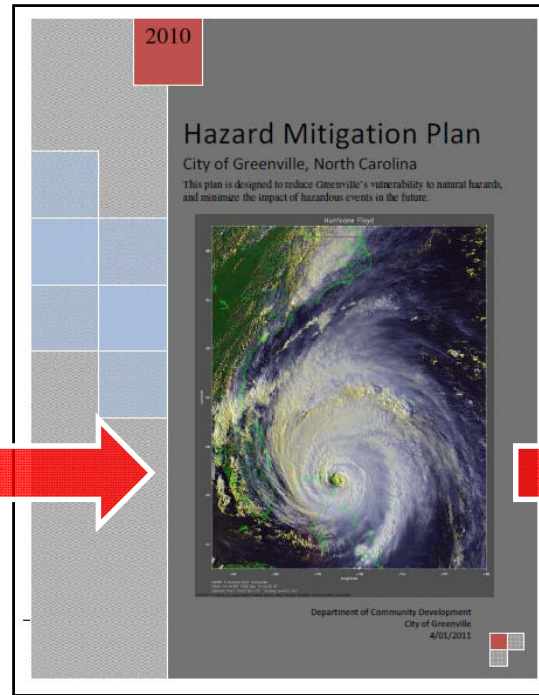 2010
Hazard Mitigation Plan
City of Greenville, North Carolina
This plan is designed to reduce Greenville's vulnerability to natural hazards,
and minimize the impact of hazardous events in the future.
Hurricane Floyd
Latitude
Longitude
Department of Community Development
City of Greenville
4/01/2011